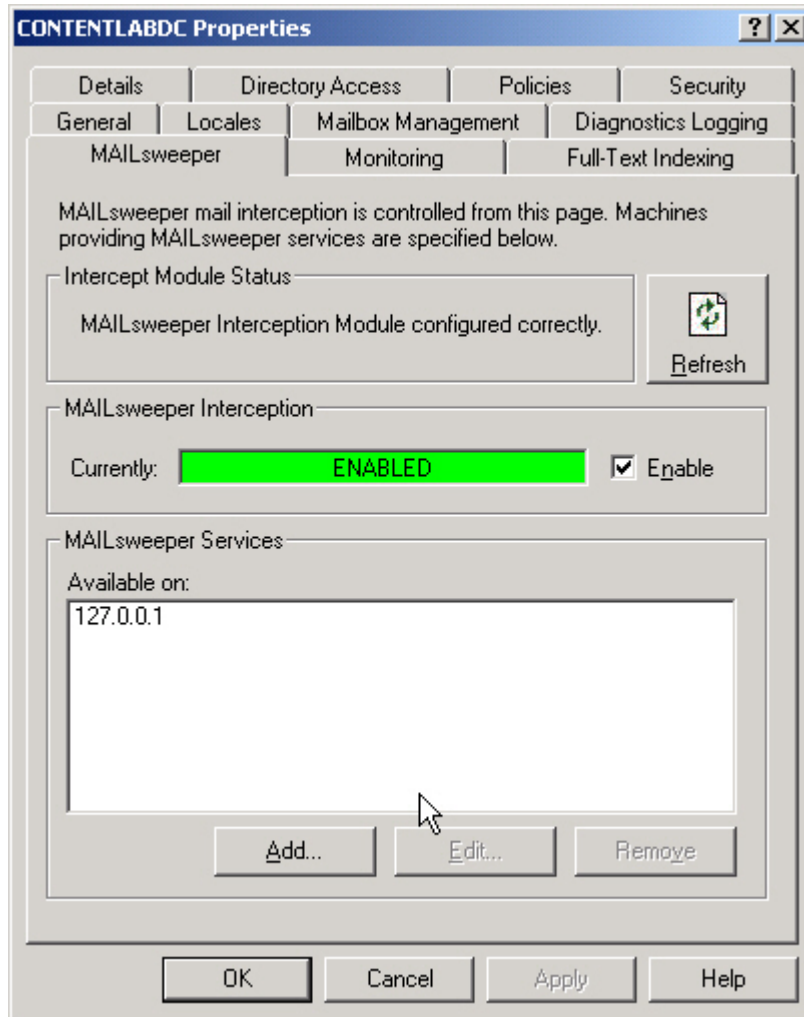 CONTENTLABDC Properties
Details Directory Access Policies Security
General Locales Mailbox Management Diagnostics Logging
MAILsweeper Monitoring Full-Text Indexing
MAILsweeper mail interception is controlled from this page. Machines
providing MAILsweeper services are specified below.
Intercept Module Status
MAILsweeper Interception Module configured correctly.
Refresh
MAILsweeper Interception
Currently: ENABLED Enable
MAILsweeper Services
Available on:
127.0.0.1
Add... Edit... Remove
OK Cancel Apply Help